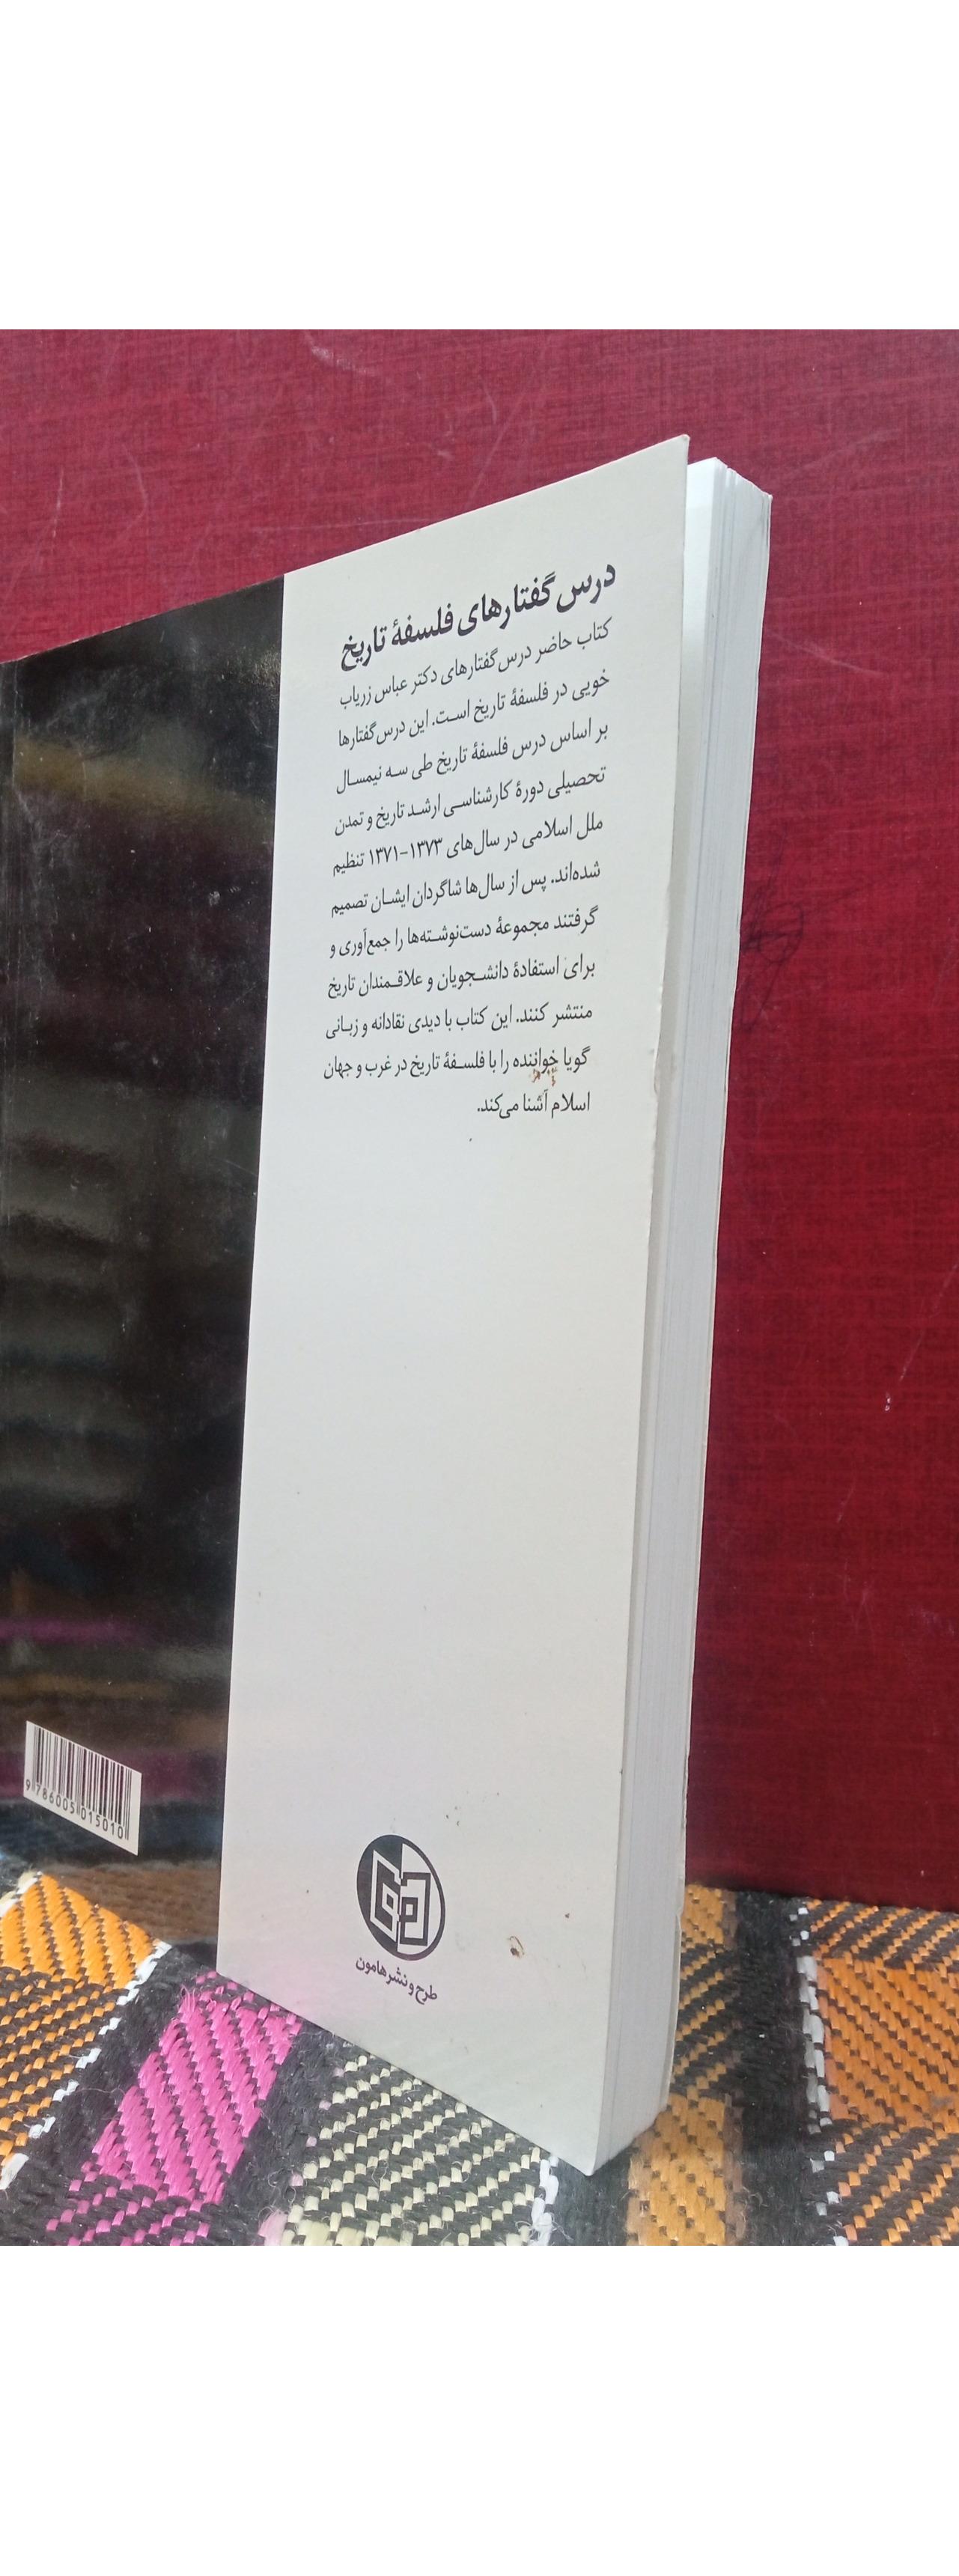 درس گفتارهای فلسفهٔ تاریخ
کتاب حاضر درس‌گفتارهای دکتر عباس زریاب
خویی در فلسفهٔ تاریخ است. این درس‌گفتارها
بر اساس درس فلسفهٔ تاریخ طی سه نیمسال
تحصیلی دورهٔ کارشناسی ارشد تاریخ و تمدن
ملل اسلامی در سال‌های ۱۳۷۳-۱۳۷۱ تنظیم
شده‌اند. پس از سال‌ها شاگردان ایشان تصمیم
گرفتند مجموعهٔ دست‌نوشته‌ها را جمع‌آوری و
برای استفادهٔ دانشجویان و علاقمندان تاریخ
منتشر کنند. این کتاب با دیدی نقادانه و زبانی
گویا خواننده را با فلسفهٔ تاریخ در غرب و جهان
اسلام آشنا می‌کند.
9 786005 015010
طرح و نشر هامون